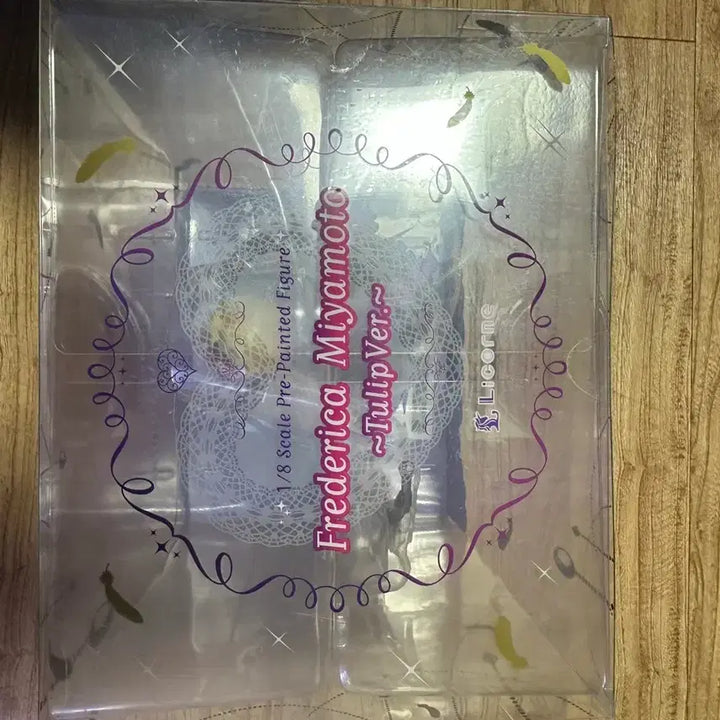 1/8 Scale Pre-Painted Figure
Frederica Miyamoto
~Tulip Ver.~
Licorne